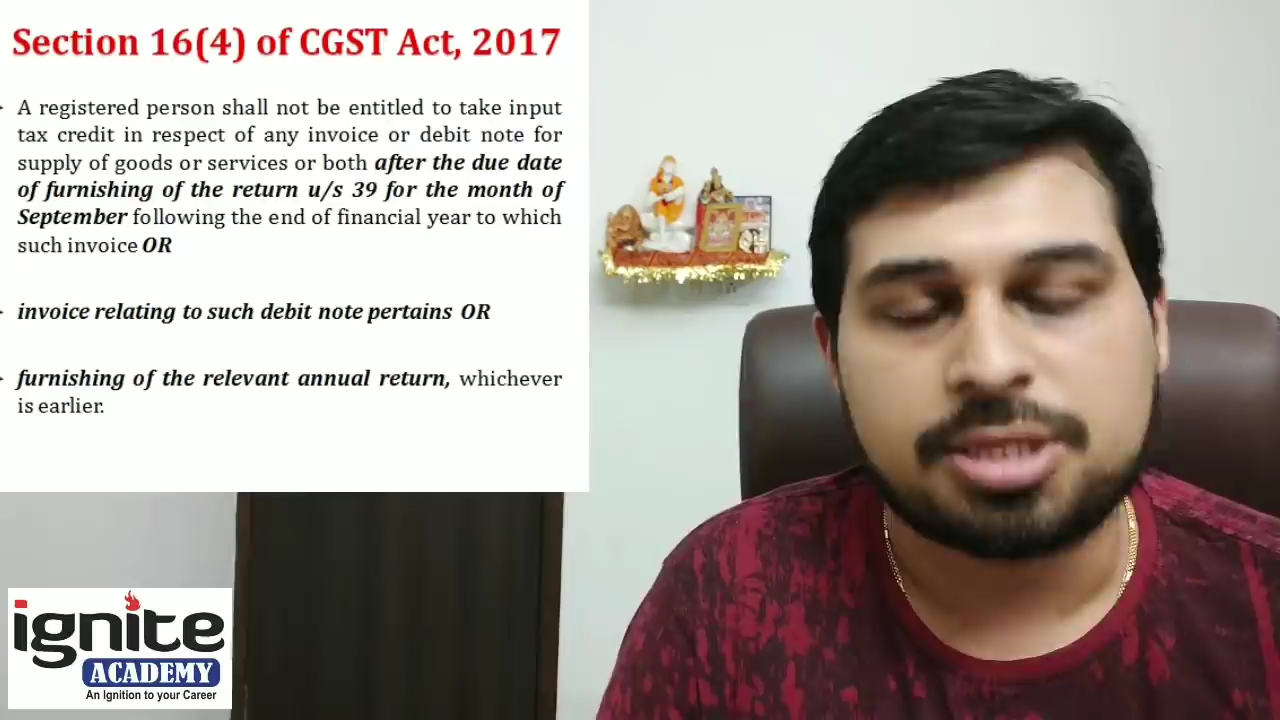 Section 16(4) of CGST Act, 2017
A registered person shall not be entitled to take input
tax credit in respect of any invoice or debit note for
supply of goods or services or both after the due date
of furnishing of the return u/s 39 for the month of
September following the end of financial year to which
such invoice OR
invoice relating to such debit note pertains OR
furnishing of the relevant annual return, whichever
is earlier.
ignite
ACADEMY
An Ignition to your Career